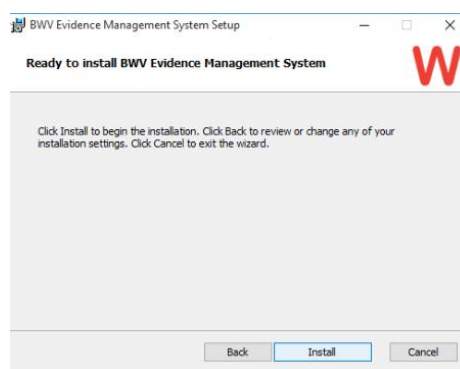 BWV Evidence Management System Setup
Ready to install BWV Evidence Management System
W
Click Install to begin the installation. Click Back to review or change any of your
installation settings. Click Cancel to exit the wizard.
Back Install Cancel